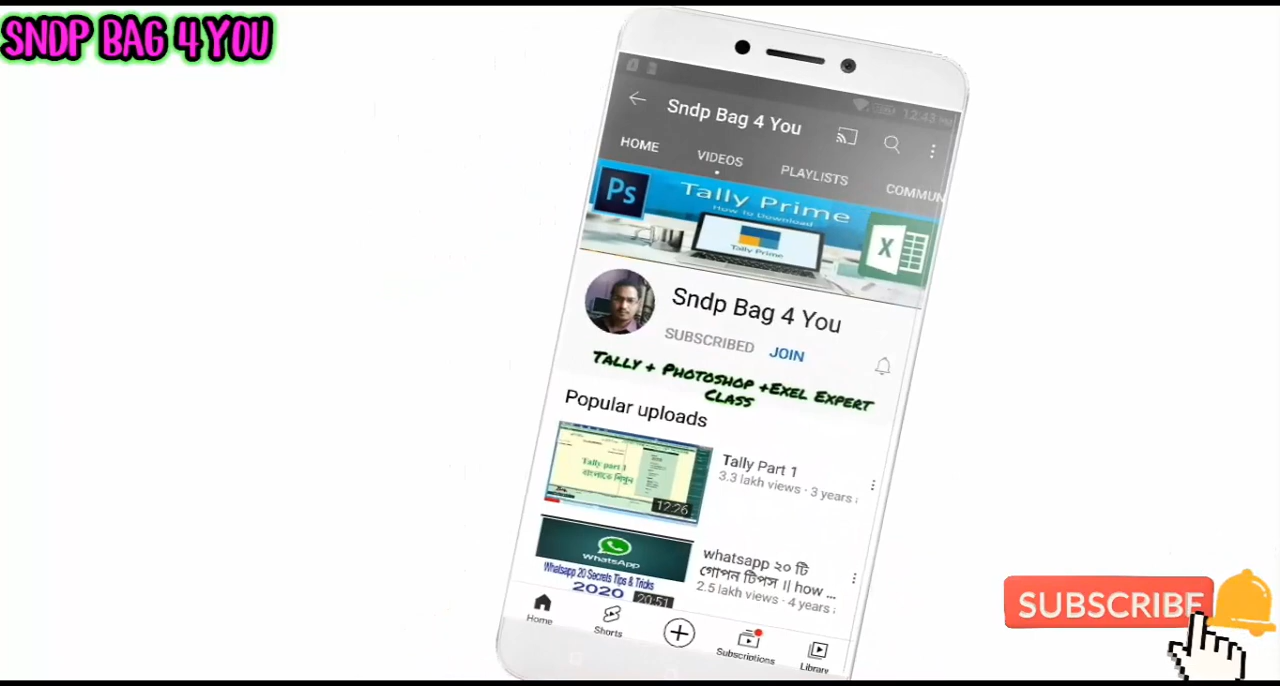 SNDP BAG 4 YOU
12:43 PM
Sndp Bag 4 You
HOME
VIDEOS
PLAYLISTS
COMMUN
Ps
Tally Prime
How to Download
Tally Prime
X
Sndp Bag 4 You
SUBSCRIBED
JOIN
TALLY + PHOTOSHOP +EXEL EXPERT
CLASS
Popular uploads
Tally part 1
বাংলাতে শিখুন
12:26
Tally Part 1
3.3 lakh views · 3 years
WhatsApp
Whatsapp 20 Secrets Tips & Tricks
2020
20:51
whatsapp ২০ টি
গোপন টিপস ॥ how ...
2.5 lakh views · 4 years
Home
Shorts
Subscriptions
Library
SUBSCRIBE